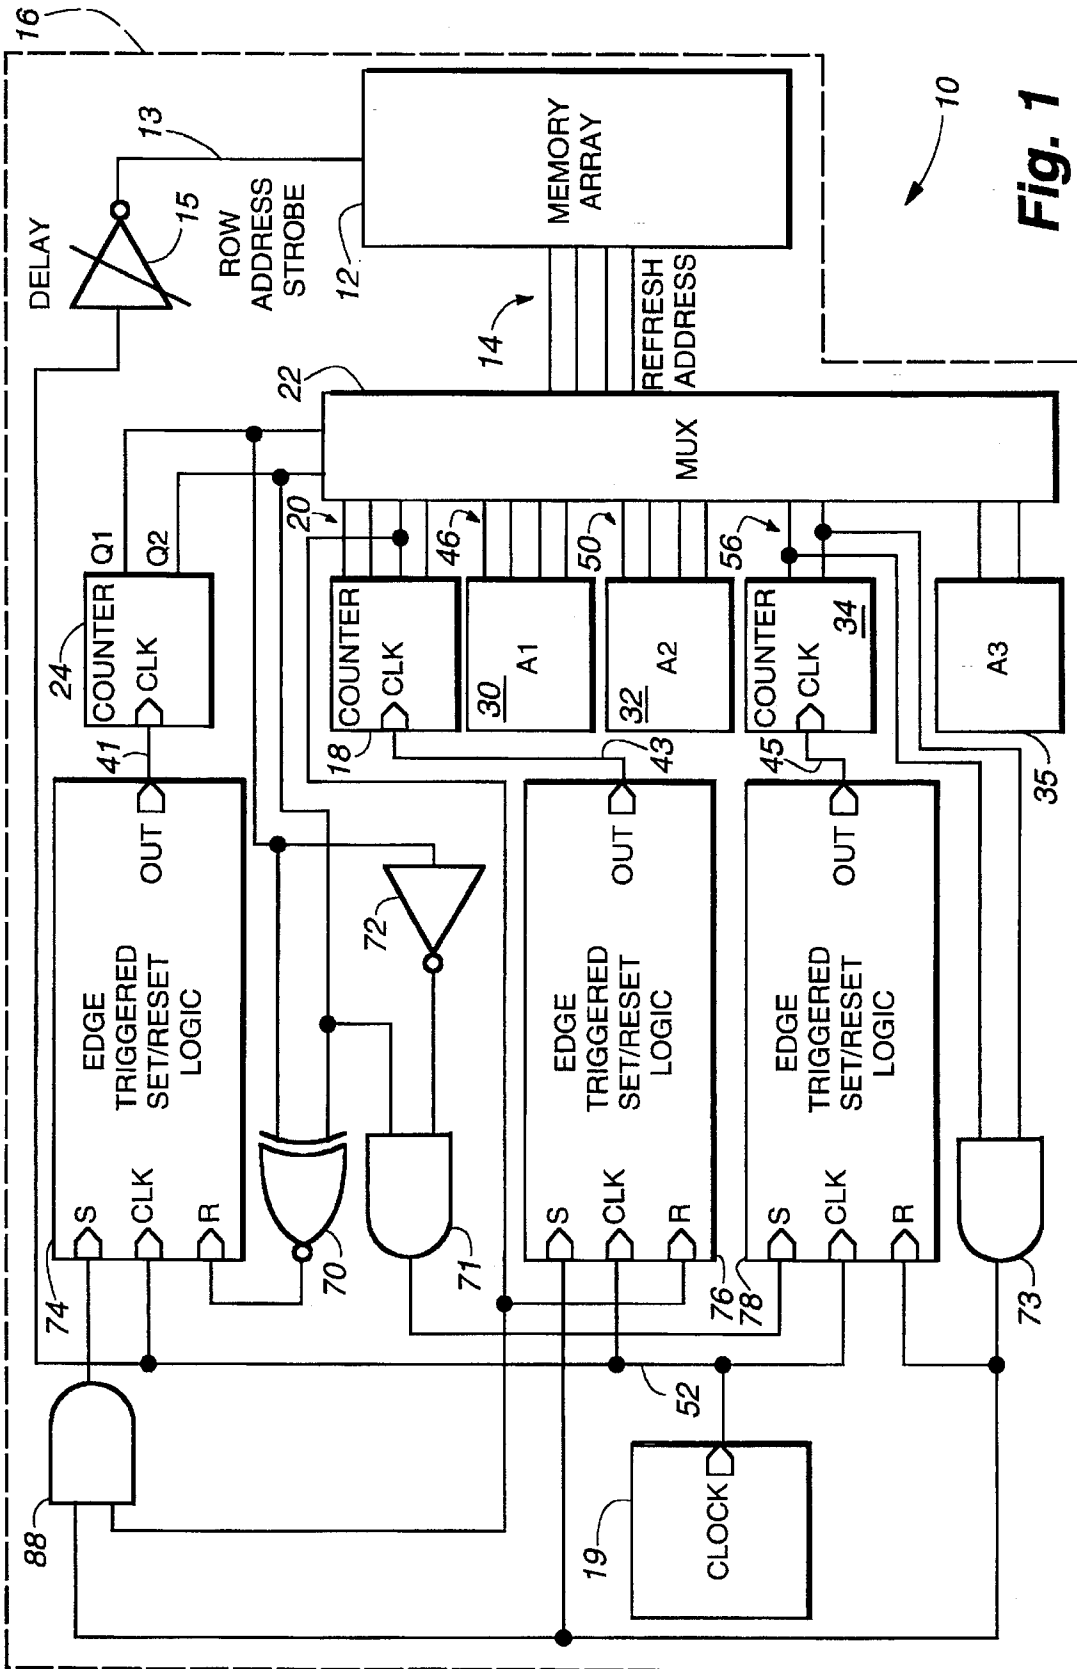 16
DELAY
13
15
ROW
ADDRESS
STROBE
12
MEMORY
ARRAY
10
Fig. 1
14
REFRESH
ADDRESS
22
MUX
Q1
Q2
24
COUNTER
CLK
20
46
50
56
18
COUNTER
CLK
30
A1
32
A2
COUNTER
CLK
34
A3
35
41
43
45
OUT
EDGE
TRIGGERED
SET/RESET
LOGIC
S
CLK
R
74
72
70
71
OUT
EDGE
TRIGGERED
SET/RESET
LOGIC
S
CLK
R
76
OUT
EDGE
TRIGGERED
SET/RESET
LOGIC
S
CLK
R
78
73
52
88
19
CLOCK